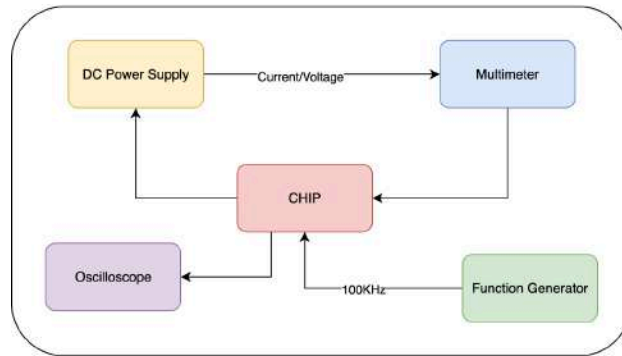 DC Power Supply
Current/Voltage
Multimeter
CHIP
Oscilloscope
100KHz
Function Generator